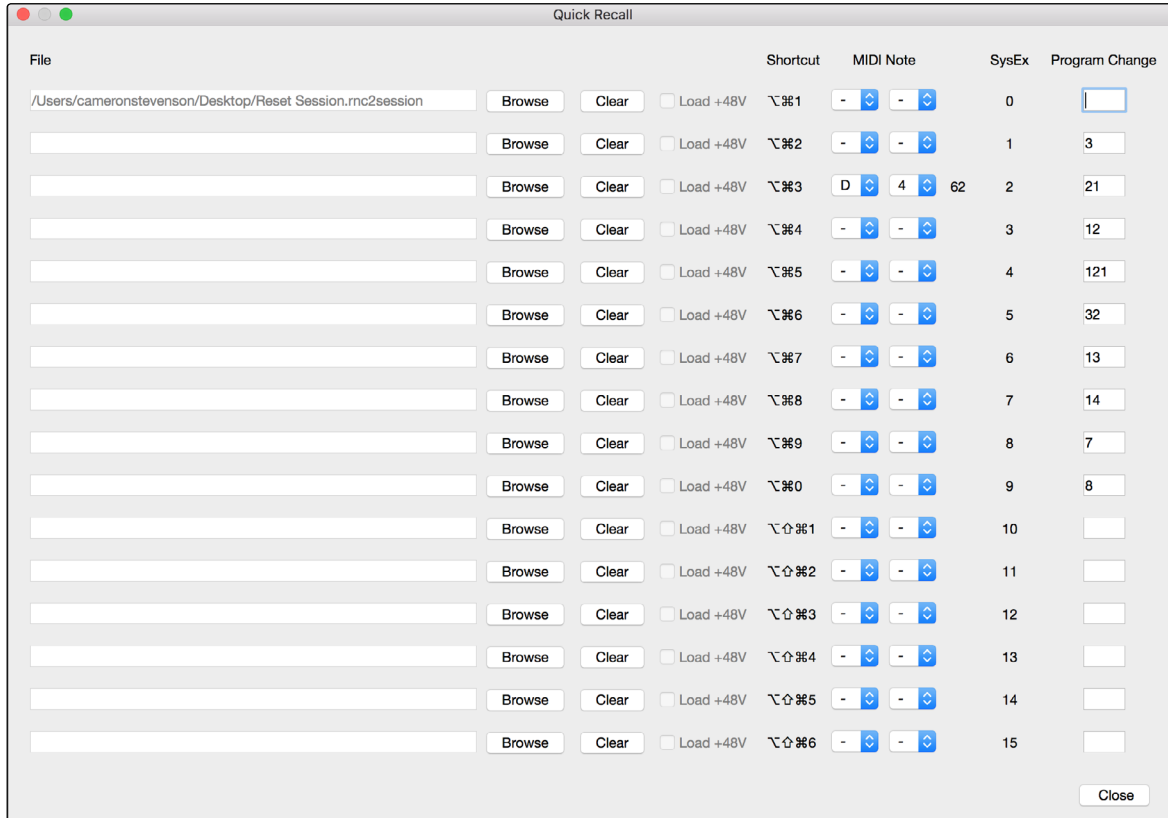 Quick Recall
File Shortcut MIDI Note SysEx Program Change
/Users/cameronstevenson/Desktop/Reset Session.rnc2session Browse Clear Load +48V ⌥⌘1 - - 0
Browse Clear Load +48V ⌥⌘2 - - 1 3
Browse Clear Load +48V ⌥⌘3 D 4 62 2 21
Browse Clear Load +48V ⌥⌘4 - - 3 12
Browse Clear Load +48V ⌥⌘5 - - 4 121
Browse Clear Load +48V ⌥⌘6 - - 5 32
Browse Clear Load +48V ⌥⌘7 - - 6 13
Browse Clear Load +48V ⌥⌘8 - - 7 14
Browse Clear Load +48V ⌥⌘9 - - 8 7
Browse Clear Load +48V ⌥⌘0 - - 9 8
Browse Clear Load +48V ⌥⇧⌘1 - - 10
Browse Clear Load +48V ⌥⇧⌘2 - - 11
Browse Clear Load +48V ⌥⇧⌘3 - - 12
Browse Clear Load +48V ⌥⇧⌘4 - - 13
Browse Clear Load +48V ⌥⇧⌘5 - - 14
Browse Clear Load +48V ⌥⇧⌘6 - - 15
Close